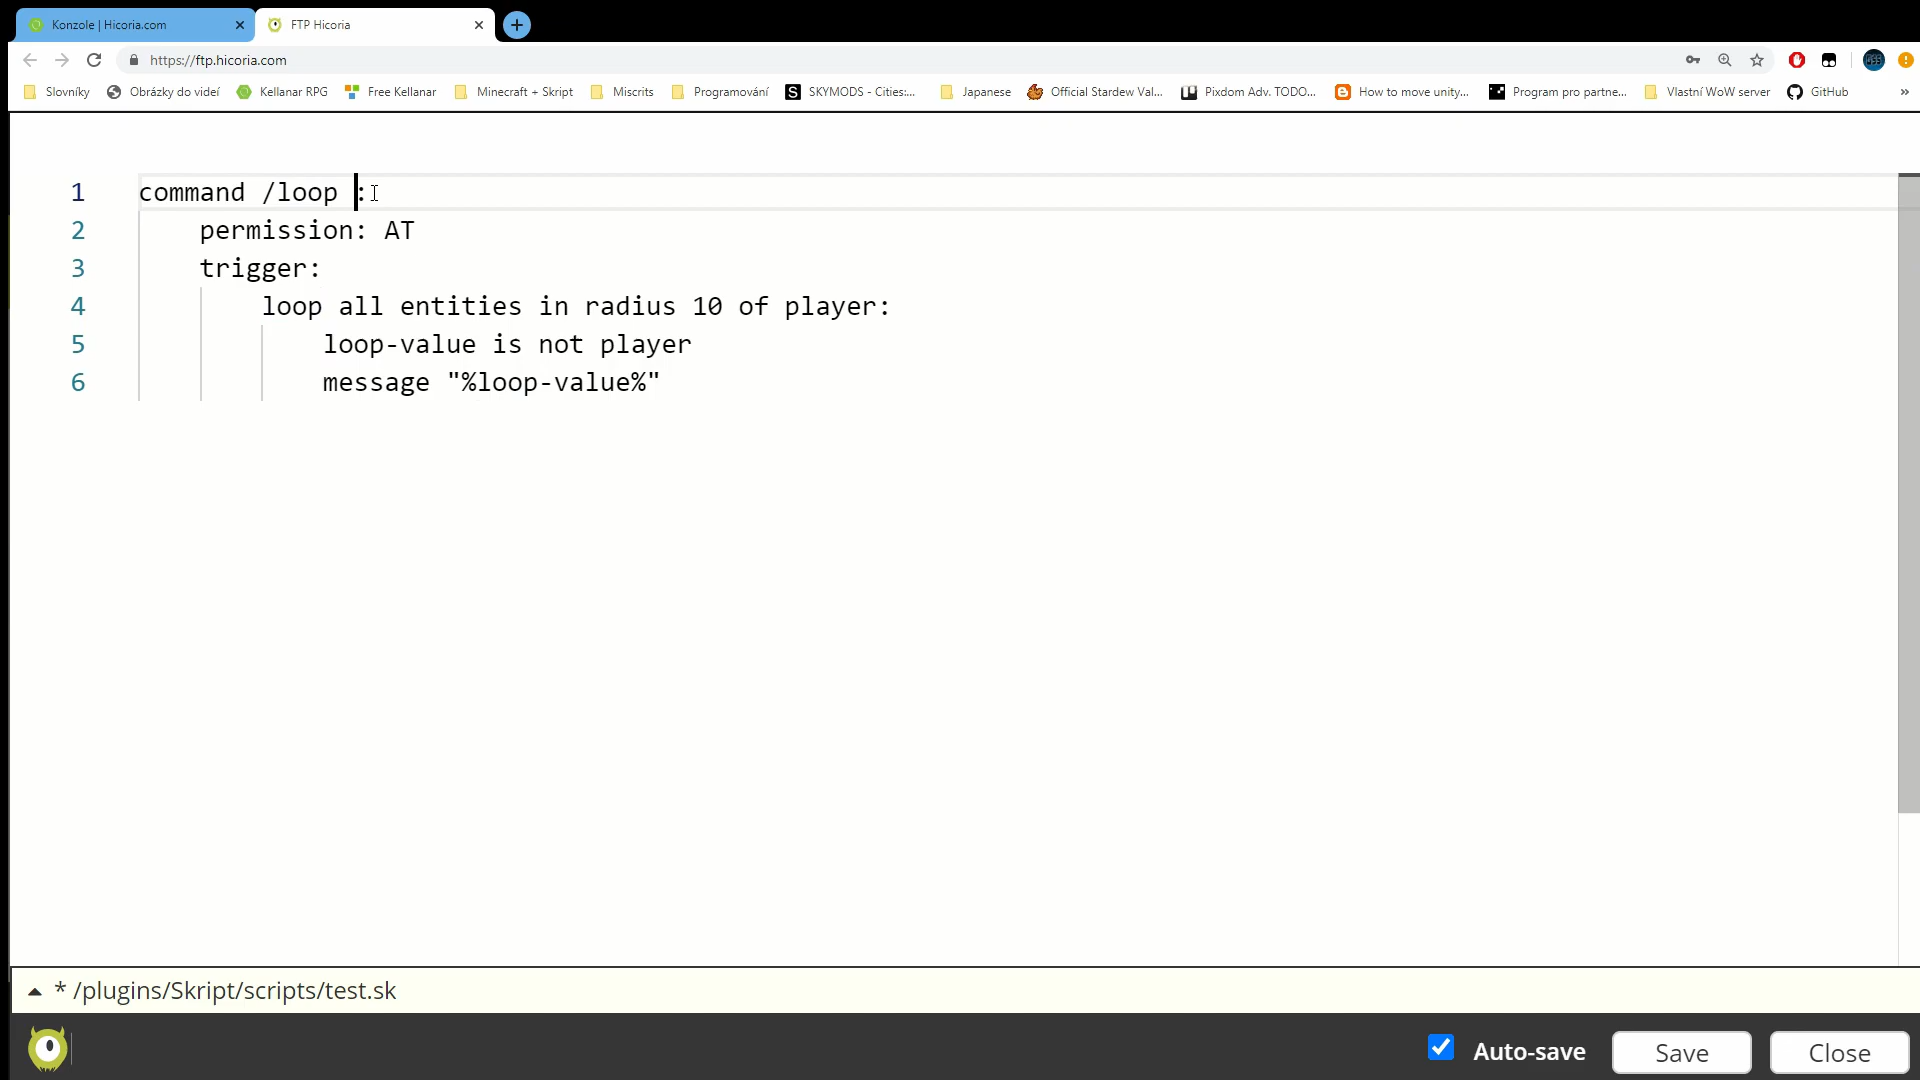 Konzole | Hicoria.com
FTP Hicoria
https://ftp.hicoria.com
Slovníky
Obrázky do videí
Kellanar RPG
Free Kellanar
Minecraft + Skript
Miscrits
Programování
SKYMODS - Cities:...
Japanese
Official Stardew Val...
Pixdom Adv. TODO...
How to move unity...
Program pro partne...
Vlastní WoW server
GitHub
»
1 command /loop :
2 permission: AT
3 trigger:
4 loop all entities in radius 10 of player:
5 loop-value is not player
6 message "%loop-value%"
* /plugins/Skript/scripts/test.sk
Auto-save
Save
Close